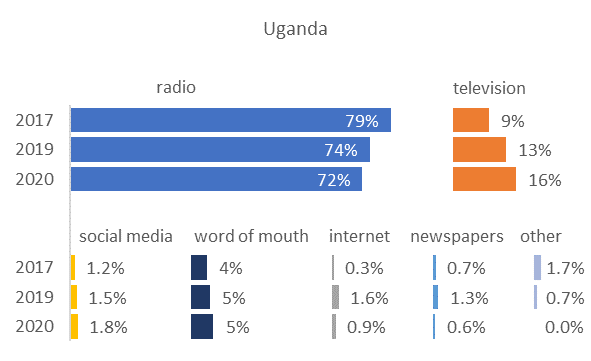 Uganda
radio television
2017 79% 9%
2019 74% 13%
2020 72% 16%
social media word of mouth internet newspapers other
2017 1.2% 4% 0.3% 0.7% 1.7%
2019 1.5% 5% 1.6% 1.3% 0.7%
2020 1.8% 5% 0.9% 0.6% 0.0%